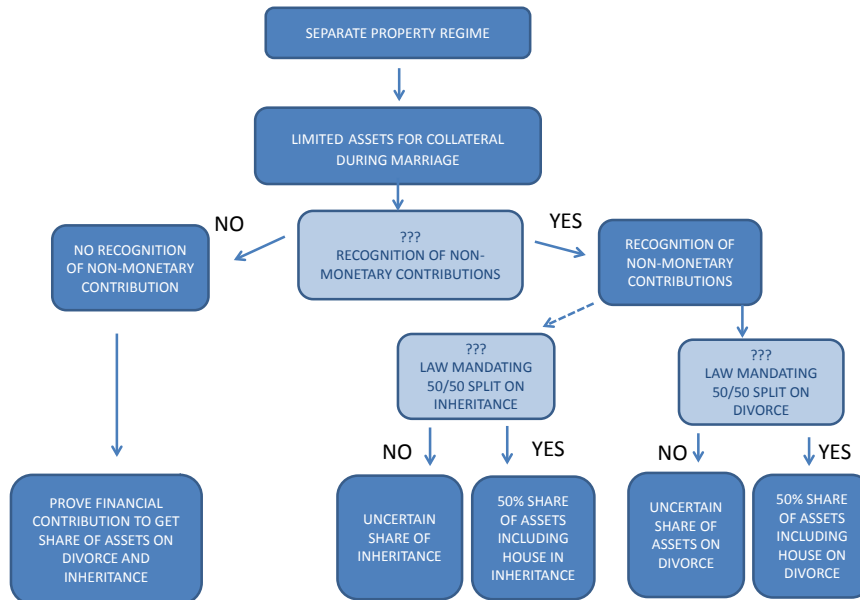 SEPARATE PROPERTY REGIME
LIMITED ASSETS FOR COLLATERAL
DURING MARRIAGE
NO
YES
NO RECOGNITION
OF NON-MONETARY
CONTRIBUTION
???
RECOGNITION OF NON-
MONETARY CONTRIBUTIONS
RECOGNITION OF
NON-MONETARY
CONTRIBUTIONS
???
LAW MANDATING
50/50 SPLIT ON
INHERITANCE
???
LAW MANDATING
50/50 SPLIT ON
DIVORCE
NO
YES
NO
YES
PROVE FINANCIAL
CONTRIBUTION TO GET
SHARE OF ASSETS ON
DIVORCE AND
INHERITANCE
UNCERTAIN
SHARE OF
INHERITANCE
50% SHARE
OF ASSETS
INCLUDING
HOUSE IN
INHERITANCE
UNCERTAIN
SHARE OF
ASSETS ON
DIVORCE
50% SHARE
OF ASSETS
INCLUDING
HOUSE ON
DIVORCE